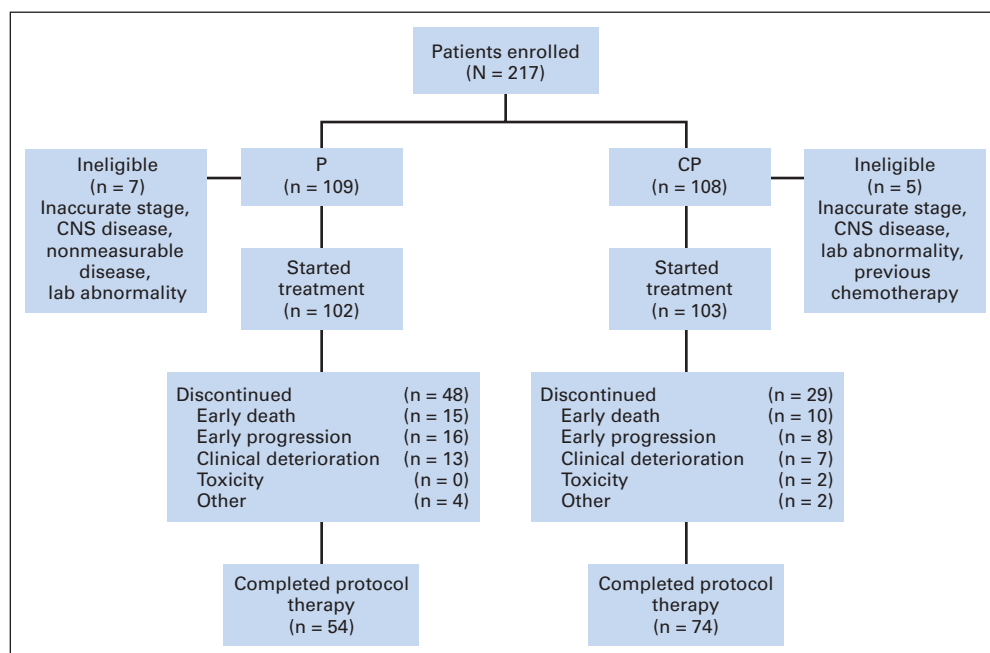 Patients enrolled
(N = 217)
Ineligible
(n = 7)
Inaccurate stage,
CNS disease,
nonmeasurable
disease,
lab abnormality
P
(n = 109)
CP
(n = 108)
Ineligible
(n = 5)
Inaccurate stage,
CNS disease,
lab abnormality,
previous
chemotherapy
Started
treatment
(n = 102)
Started
treatment
(n = 103)
Discontinued (n = 48)
Early death (n = 15)
Early progression (n = 16)
Clinical deterioration (n = 13)
Toxicity (n = 0)
Other (n = 4)
Discontinued (n = 29)
Early death (n = 10)
Early progression (n = 8)
Clinical deterioration (n = 7)
Toxicity (n = 2)
Other (n = 2)
Completed protocol
therapy
(n = 54)
Completed protocol
therapy
(n = 74)